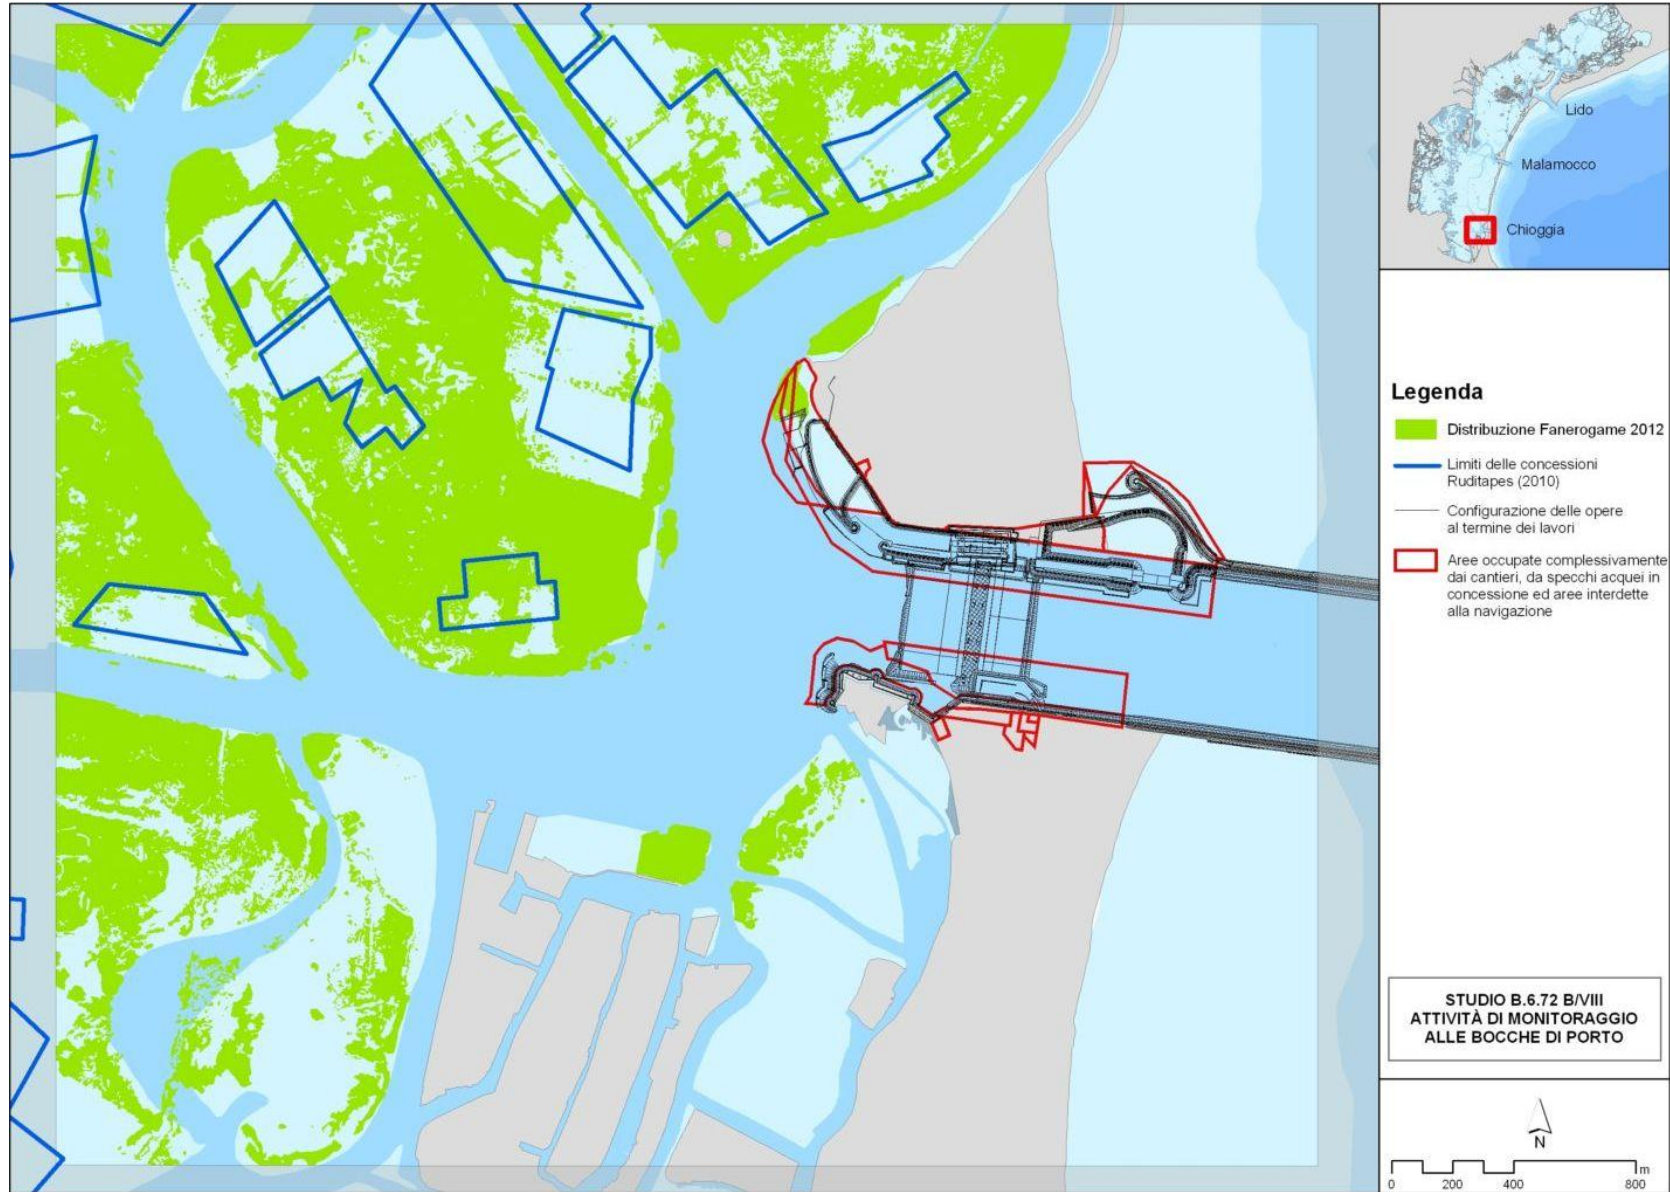 Lido
Malamocco
Chioggia
Legenda
Distribuzione Fanerogame 2012
Limiti delle concessioni
Ruditapes (2010)
Configurazione delle opere
al termine dei lavori
Aree occupate complessivamente
dai cantieri, da specchi acquei in
concessione ed aree interdette
alla navigazione
STUDIO B.6.72 B/VIII
ATTIVITÀ DI MONITORAGGIO
ALLE BOCCHE DI PORTO
N
m
0 200 400 800